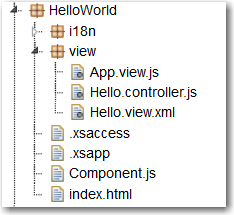 HelloWorld
i18n
view
App.view.js
Hello.controller.js
Hello.view.xml
.xsaccess
.xsapp
Component.js
index.html